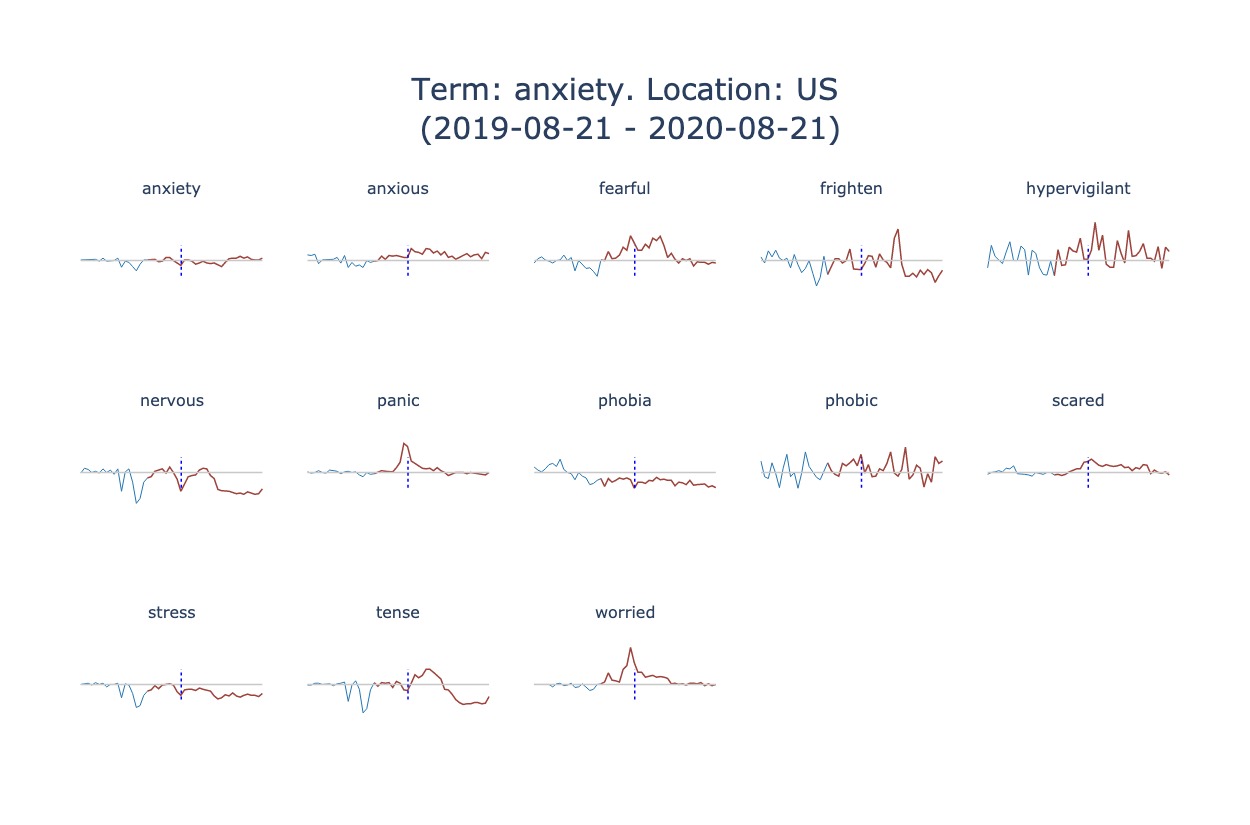 Term: anxiety. Location: US
(2019-08-21 - 2020-08-21)
anxiety anxious fearful frighten hypervigilant
nervous panic phobia phobic scared
stress tense worried